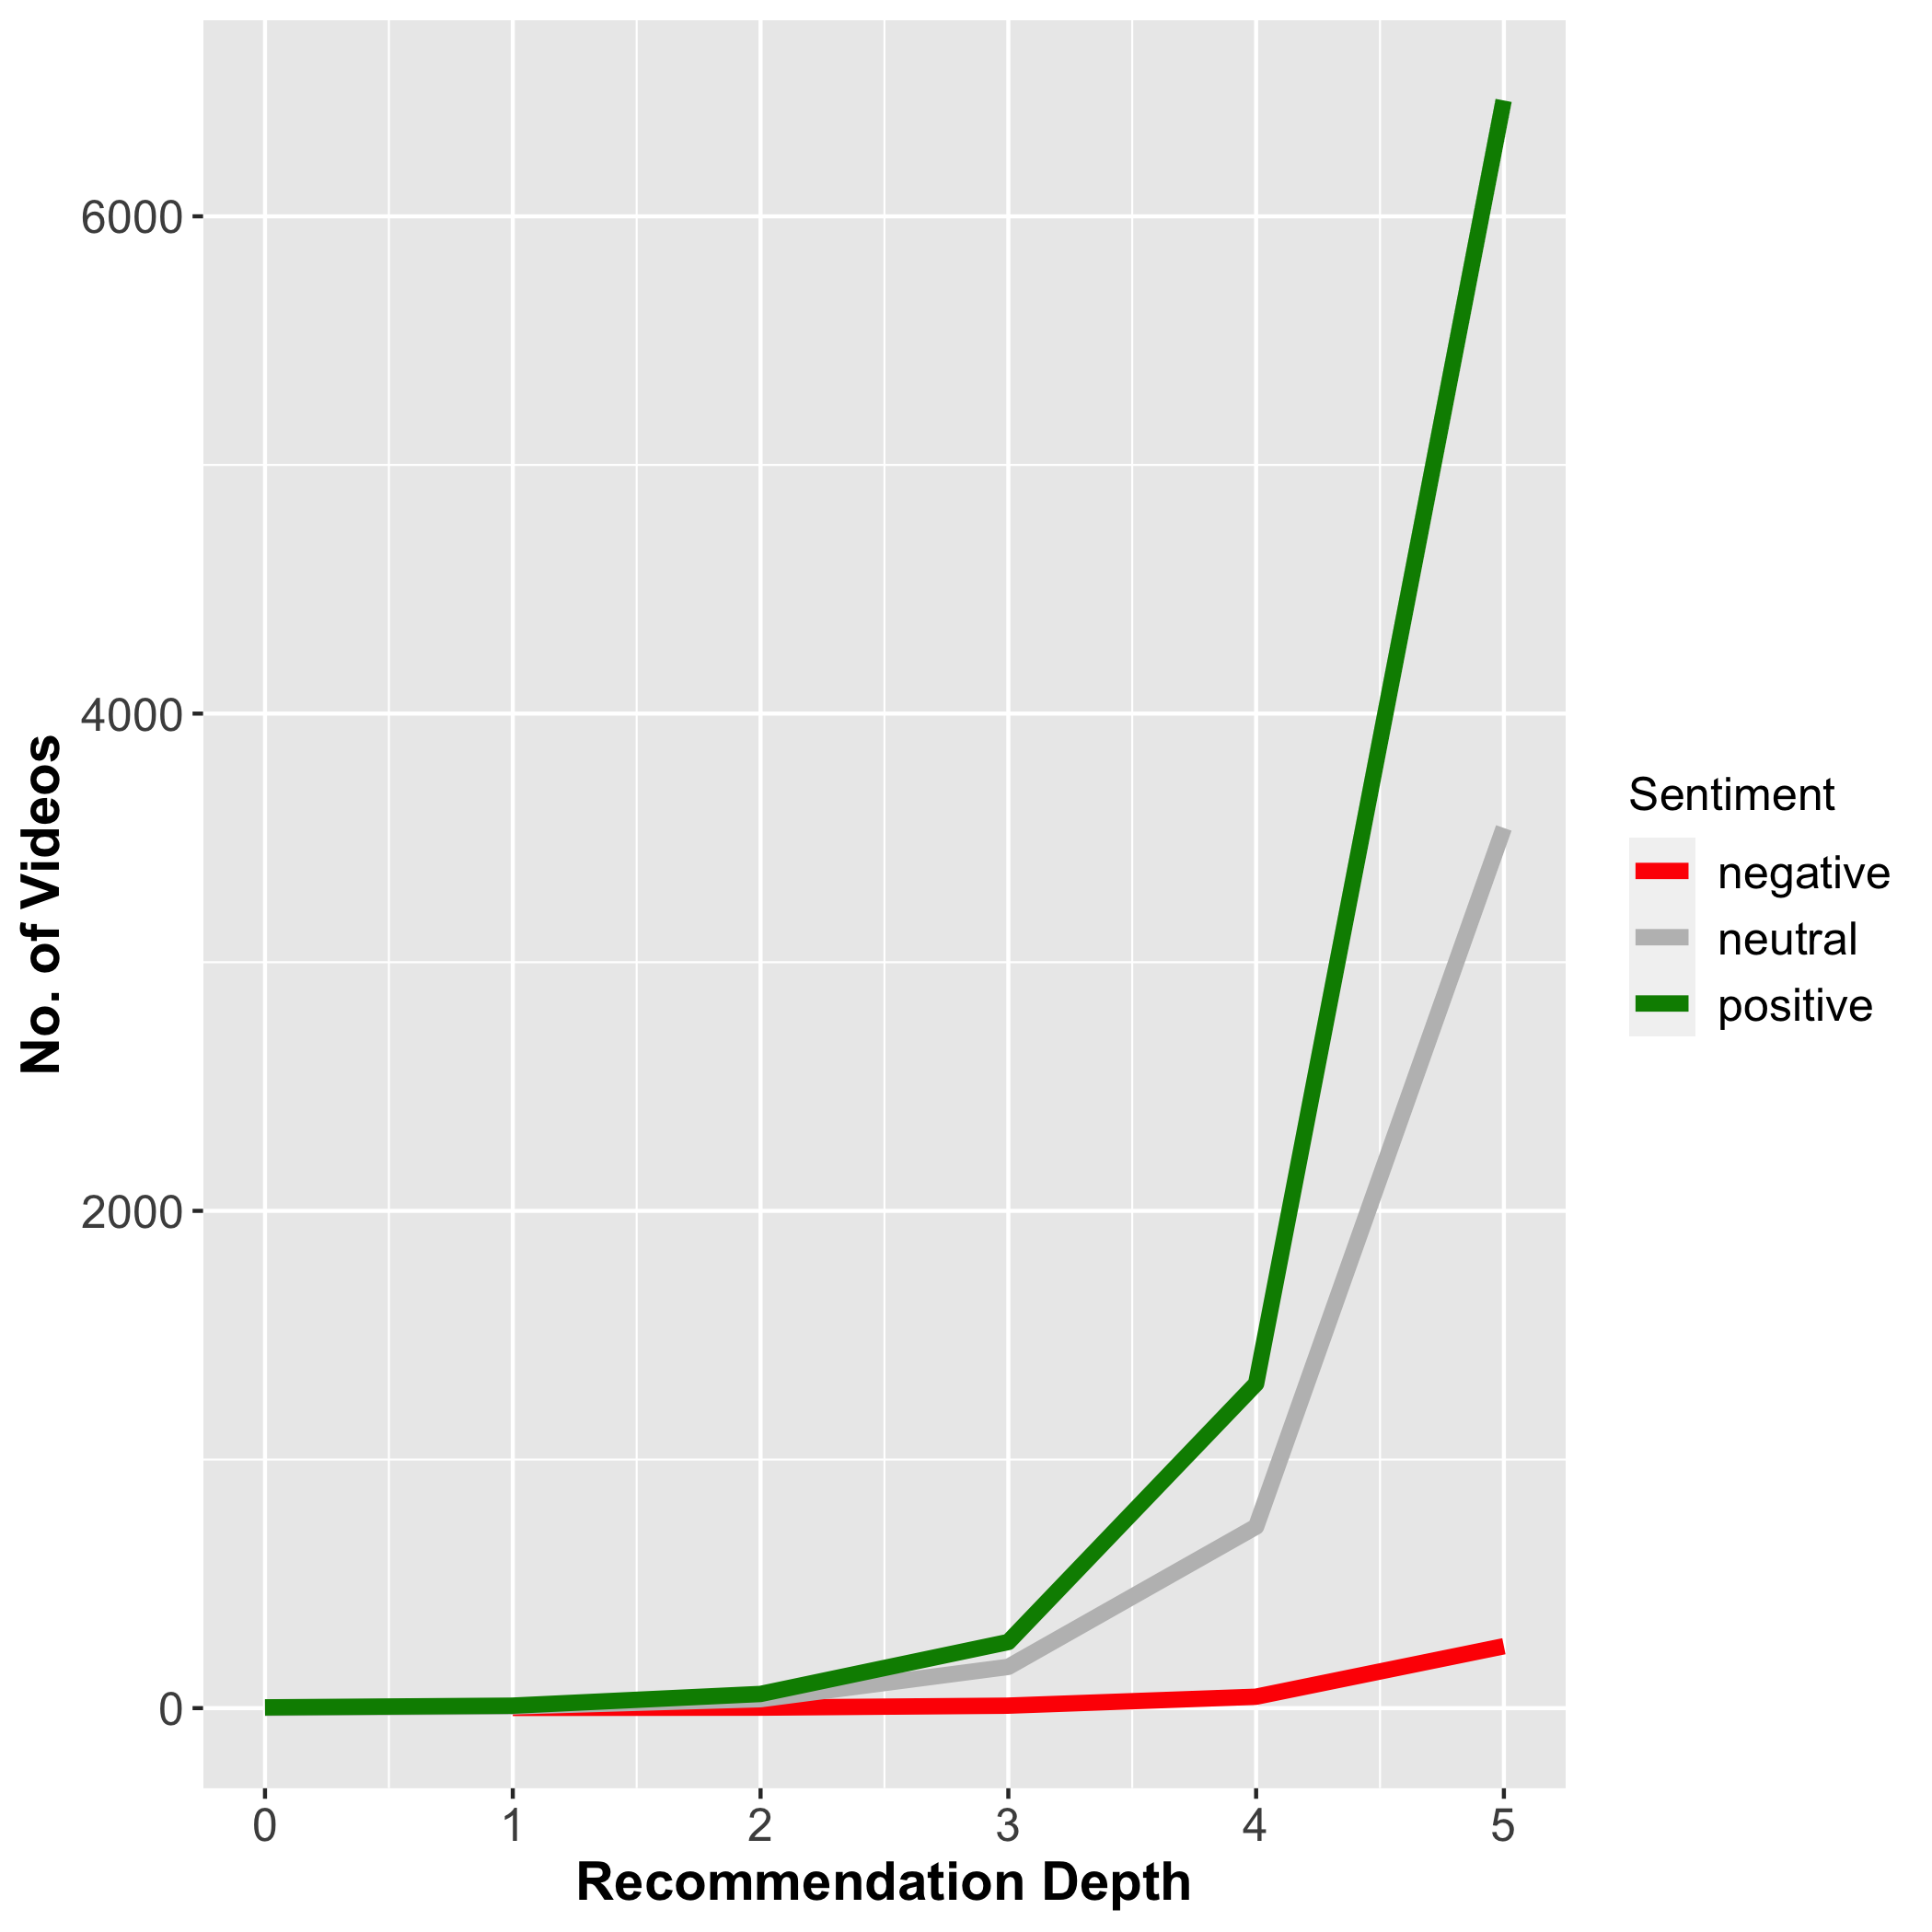 No. of Videos
6000
4000
2000
0
0 1 2 3 4 5
Recommendation Depth
Sentiment
negative
neutral
positive